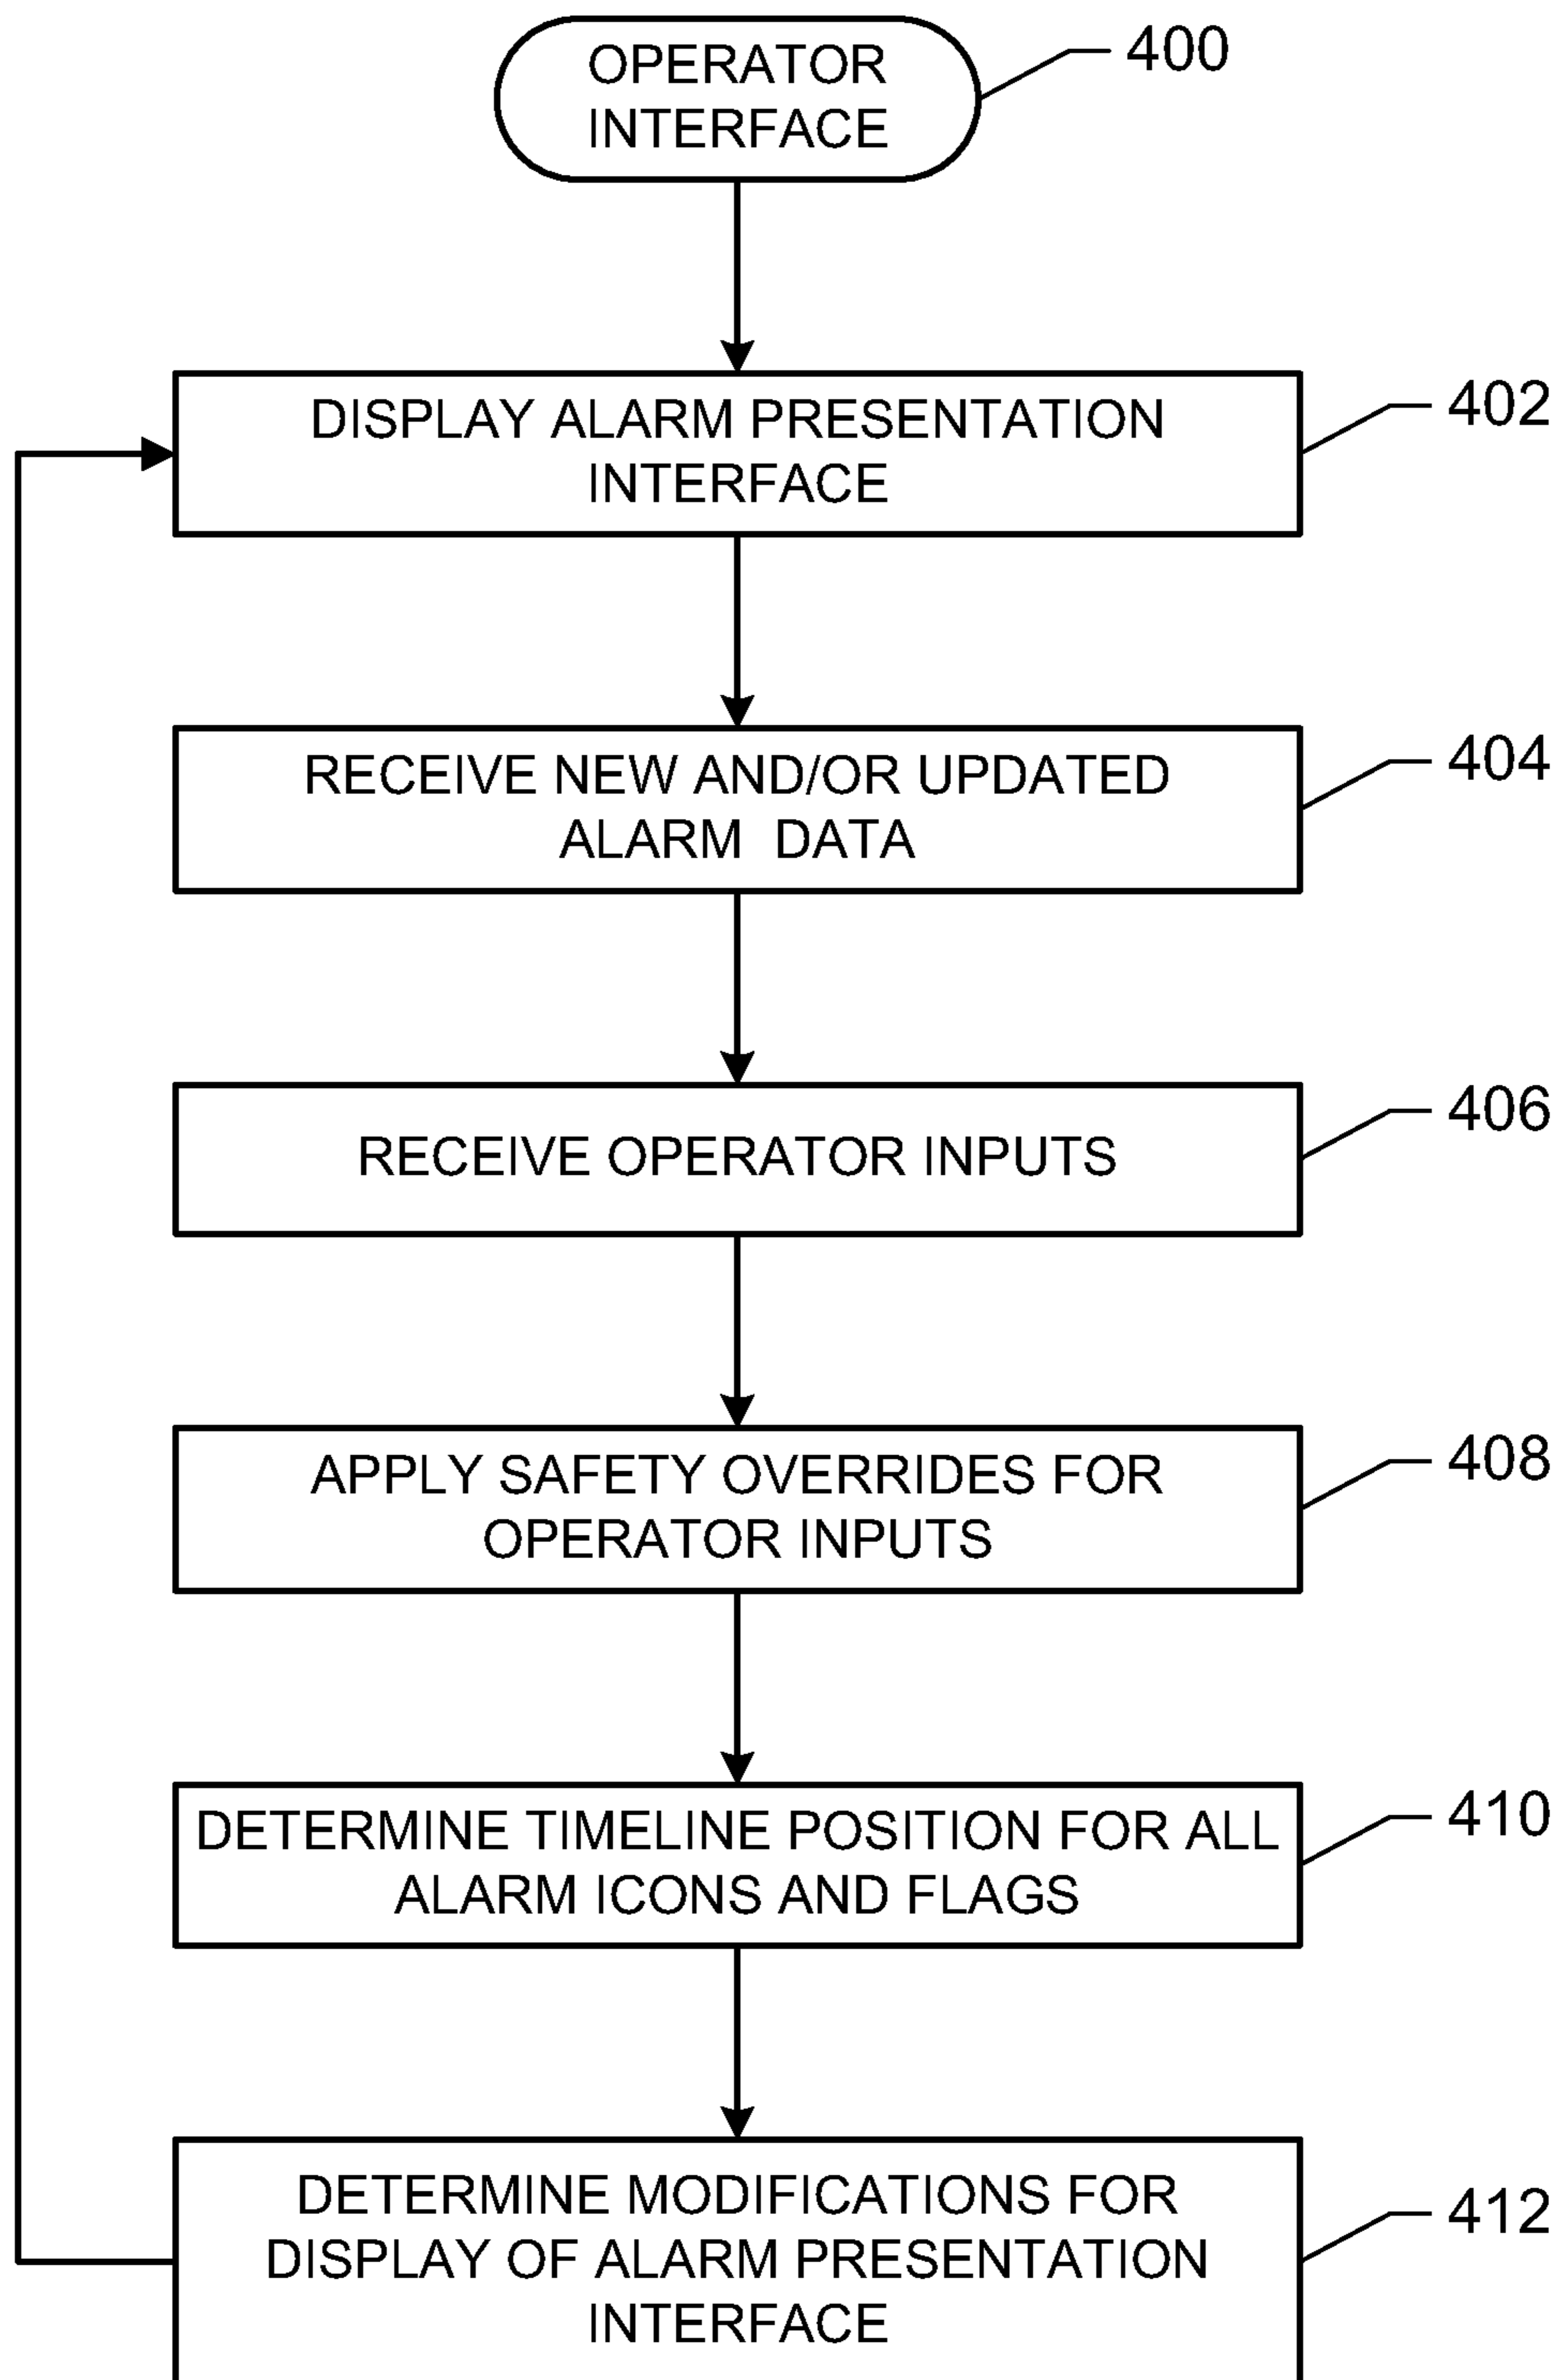 OPERATOR
INTERFACE
400
DISPLAY ALARM PRESENTATION
INTERFACE
402
RECEIVE NEW AND/OR UPDATED
ALARM DATA
404
RECEIVE OPERATOR INPUTS
406
APPLY SAFETY OVERRIDES FOR
OPERATOR INPUTS
408
DETERMINE TIMELINE POSITION FOR ALL
ALARM ICONS AND FLAGS
410
DETERMINE MODIFICATIONS FOR
DISPLAY OF ALARM PRESENTATION
INTERFACE
412